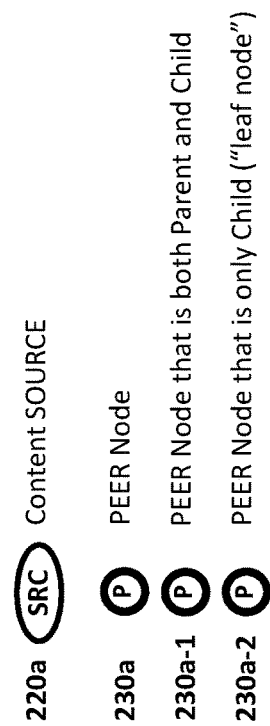 220a SRC Content SOURCE
230a P PEER Node
230a-1 P PEER Node that is both Parent and Child
230a-2 P PEER Node that is only Child ("leaf node")